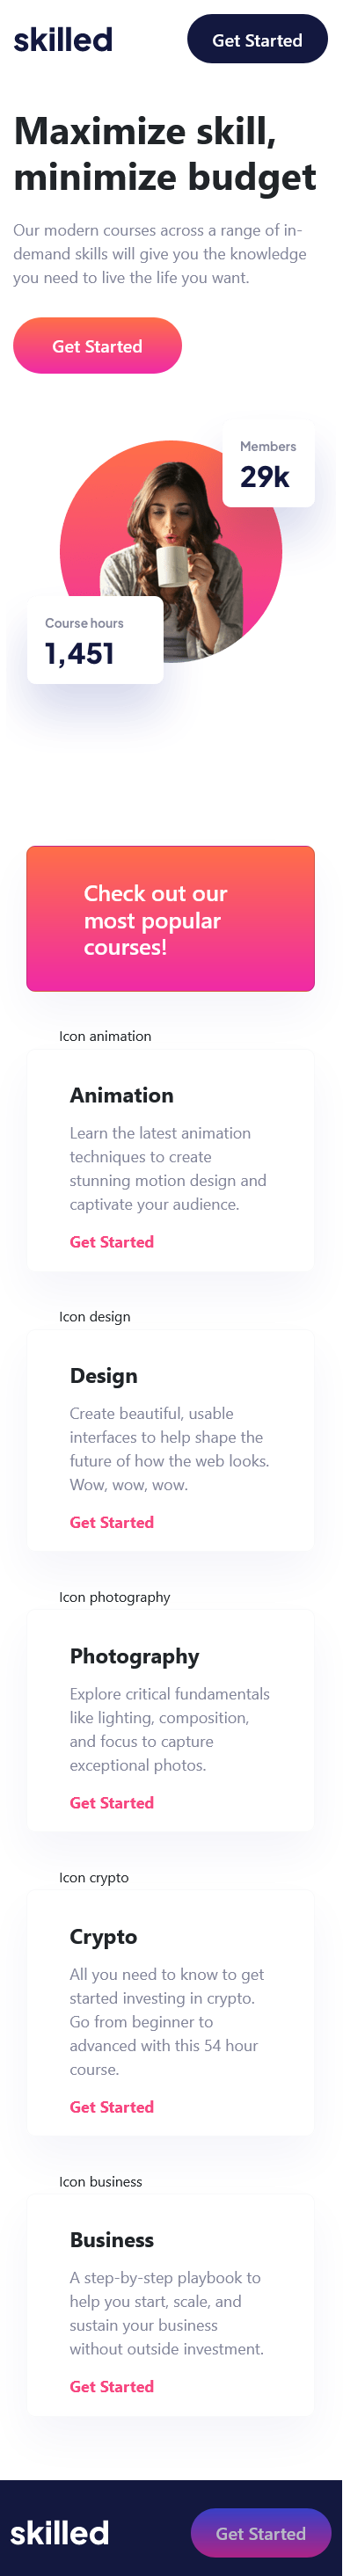 skilled
Get Started
Maximize skill,
minimize budget
Our modern courses across a range of in-
demand skills will give you the knowledge
you need to live the life you want.
Get Started
Members
29k
Course hours
1,451
Check out our
most popular
courses!
Icon animation
Animation
Learn the latest animation
techniques to create
stunning motion design and
captivate your audience.
Get Started
Icon design
Design
Create beautiful, usable
interfaces to help shape the
future of how the web looks.
Wow, wow, wow.
Get Started
Icon photography
Photography
Explore critical fundamentals
like lighting, composition,
and focus to capture
exceptional photos.
Get Started
Icon crypto
Crypto
All you need to know to get
started investing in crypto.
Go from beginner to
advanced with this 54 hour
course.
Get Started
Icon business
Business
A step-by-step playbook to
help you start, scale, and
sustain your business
without outside investment.
Get Started
skilled
Get Started